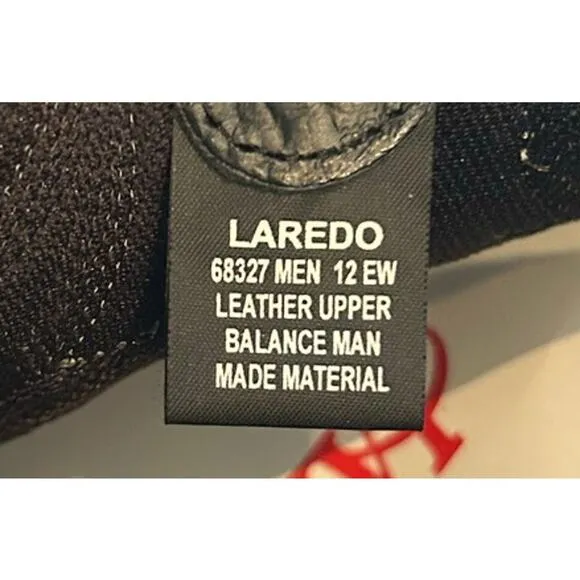 LAREDO
68327 MEN 12 EW
LEATHER UPPER
BALANCE MAN
MADE MATERIAL